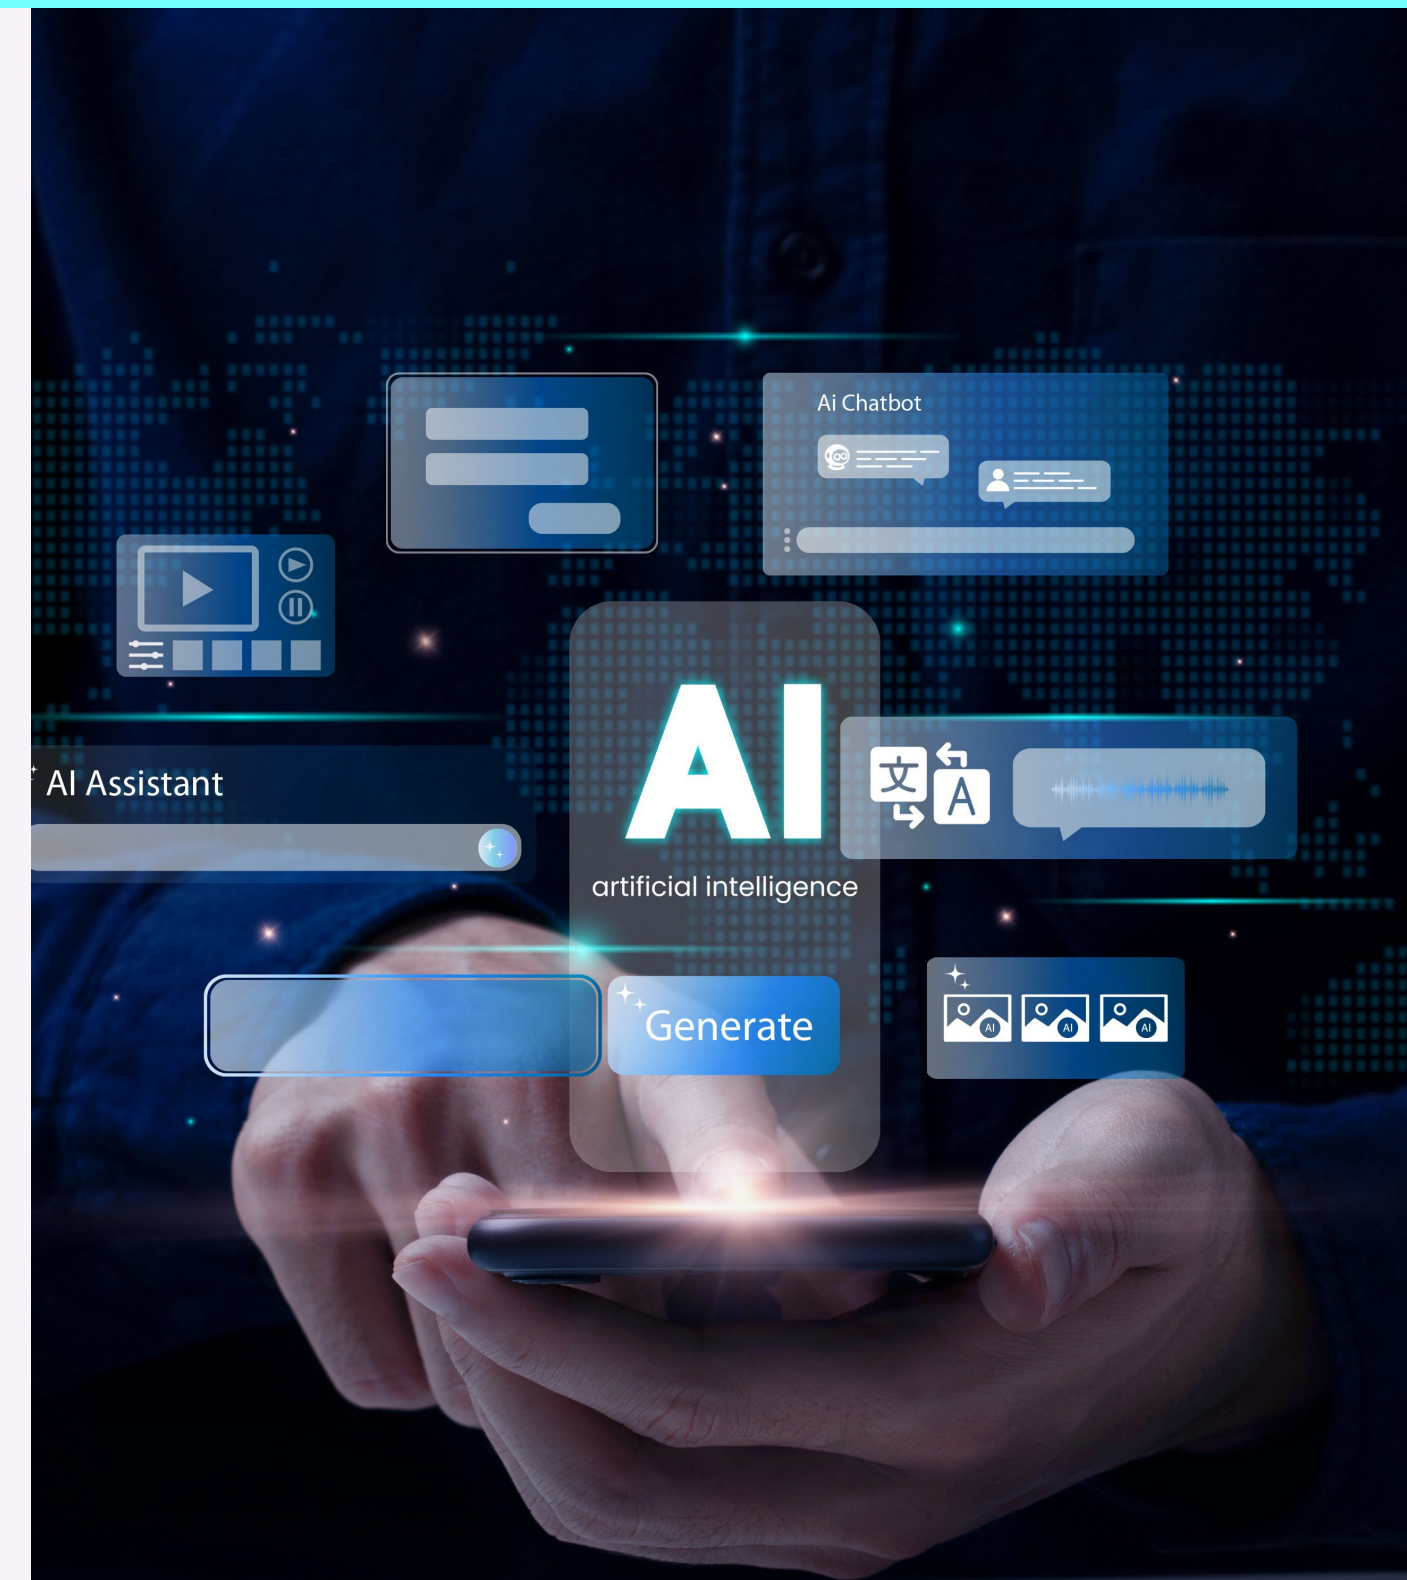 Ai Chatbot
AI
AI Assistant
文
A
artificial intelligence
Generate
AI
AI
AI